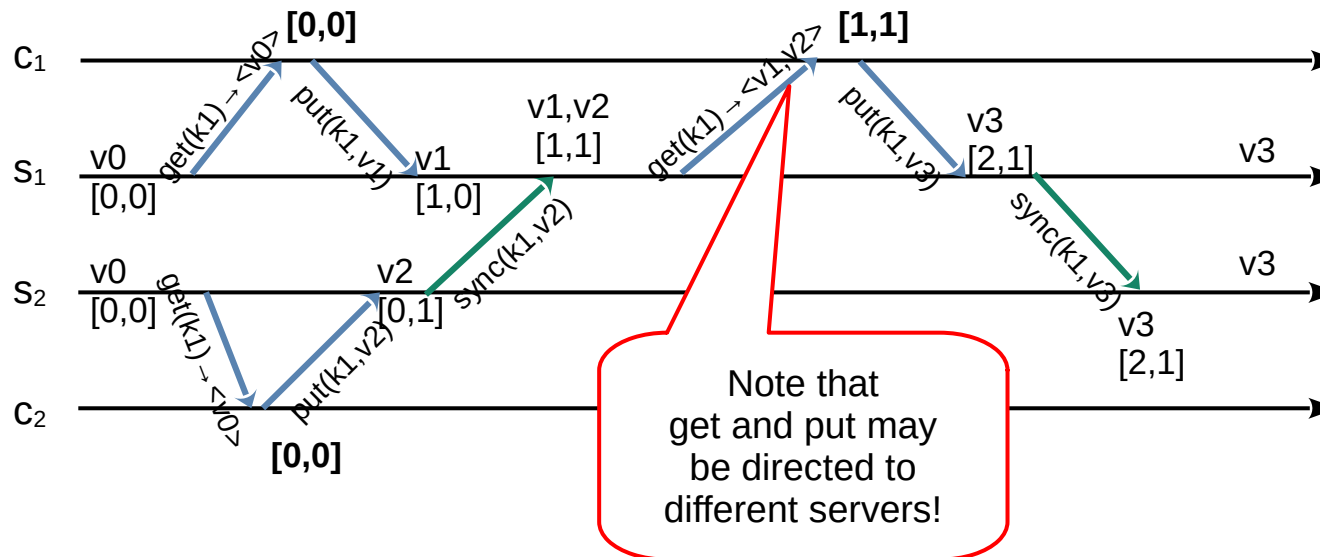 [0,0]
[1,1]
c1
get(k1)→<v0>
put(k1,v1)
v1,v2
[1,1]
get(k1)→<v1,v2>
put(k1,v3)
v3
[2,1]
s1
v0
[0,0]
v1
[1,0]
v3
sync(k1,v2)
sync(k1,v3)
s2
v0
[0,0]
v2
[0,1]
v3
get(k1)→<v0>
put(k1,v2)
v3
[2,1]
c2
[0,0]
Note that
get and put may
be directed to
different servers!